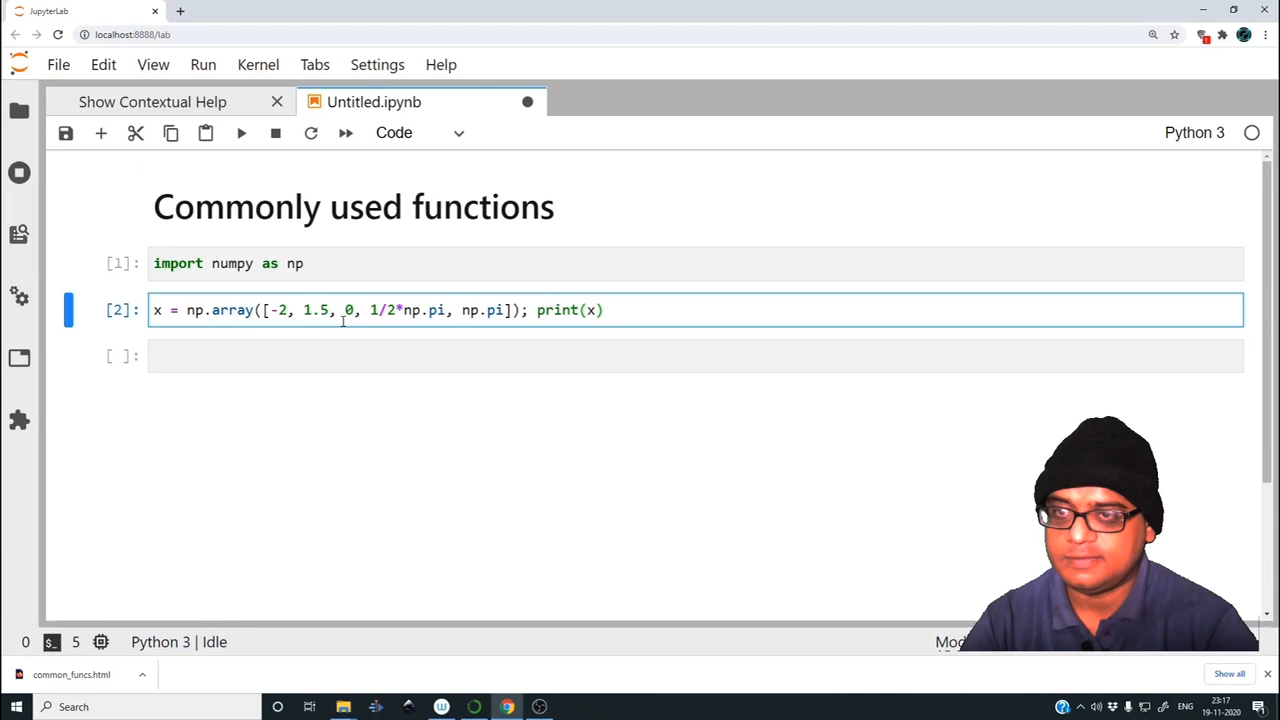 JupyterLab
localhost:8888/lab
File Edit View Run Kernel Tabs Settings Help
Show Contextual Help Untitled.ipynb
Code Python 3
Commonly used functions
[1]: import numpy as np
[2]: x = np.array([-2, 1.5, 0, 1/2*np.pi, np.pi]); print(x)
[ ]:
0 5 Python 3 | Idle
common_funcs.html Show all
Search ENG 23:17
19-11-2020